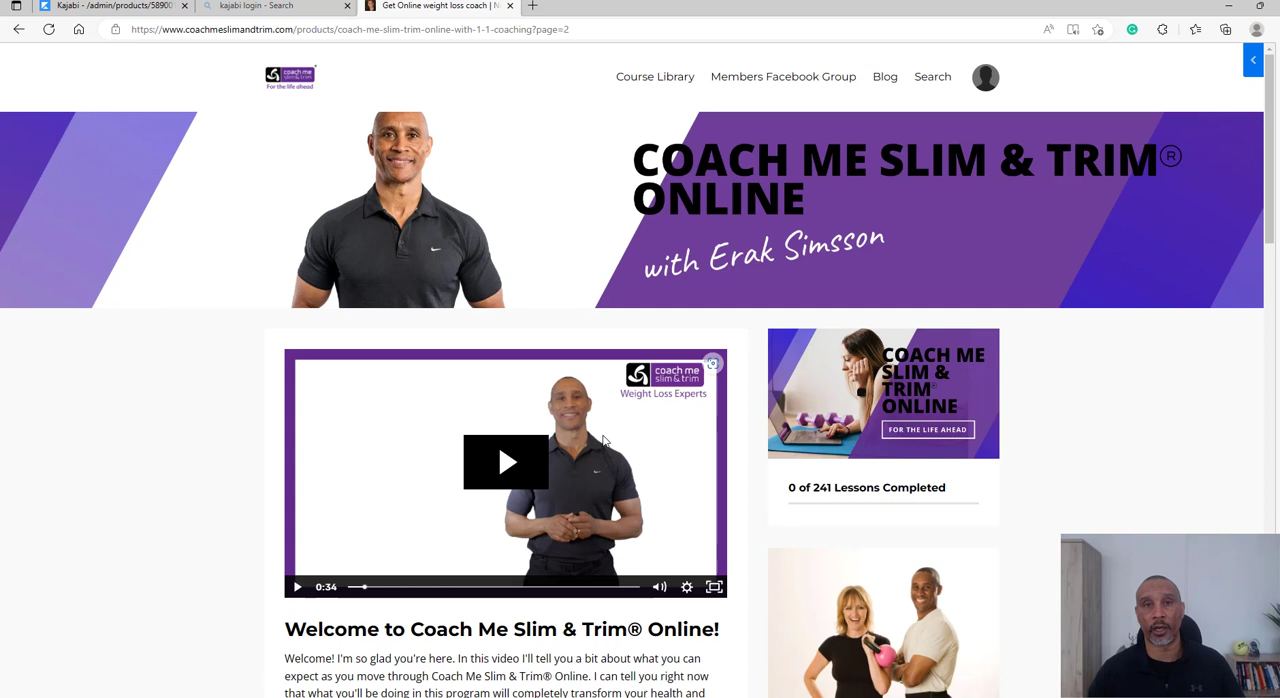 Kajabi - /admin/products/58900
kajabi login - Search
Get Online weight loss coach | N
https://www.coachmeslimandtrim.com/products/coach-me-slim-trim-online-with-1-1-coaching?page=2
coach me
slim & trim
For the life ahead
Course Library
Members Facebook Group
Blog
Search
COACH ME SLIM & TRIM®
ONLINE
with Erak Simsson
coach me
slim & trim
Weight Loss Experts
0:34
COACH ME
SLIM &
TRIM®
ONLINE
FOR THE LIFE AHEAD
0 of 241 Lessons Completed
Welcome to Coach Me Slim & Trim® Online!
Welcome! I'm so glad you're here. In this video I'll tell you a bit about what you can
expect as you move through Coach Me Slim & Trim® Online. I can tell you right now
that what you'll be doing in this program will completely transform your health and